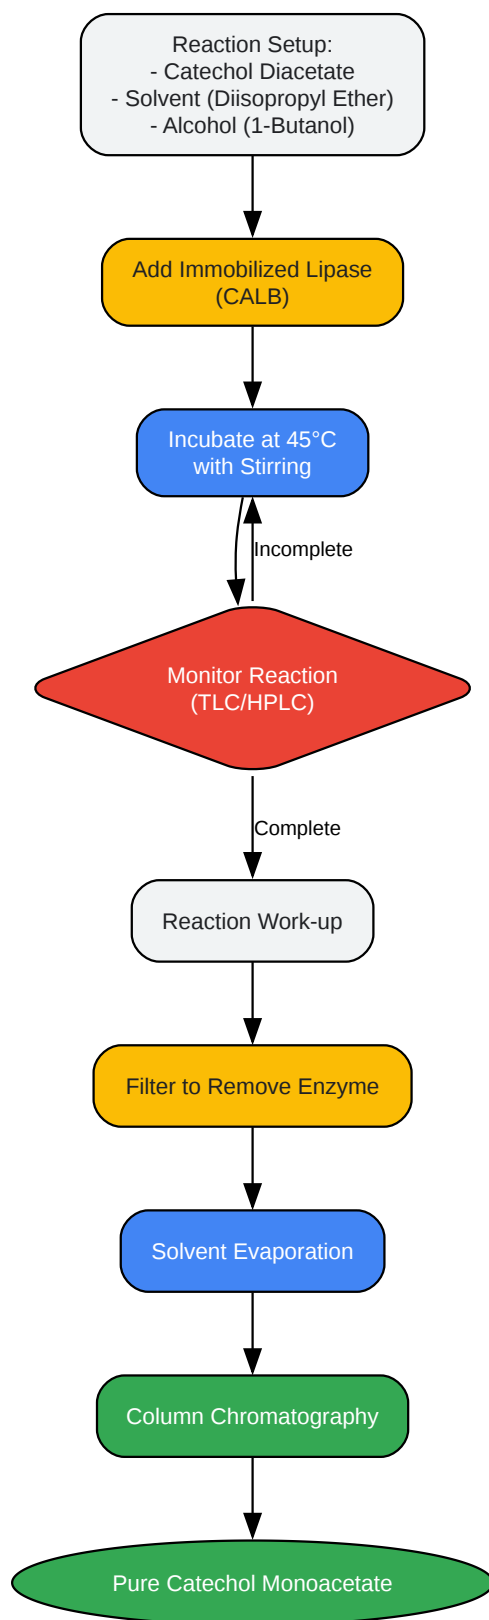 Reaction Setup:
- Catechol Diacetate
- Solvent (Diisopropyl Ether)
- Alcohol (1-Butanol)
Add Immobilized Lipase
(CALB)
Incubate at 45°C
with Stirring
Incomplete
Monitor Reaction
(TLC/HPLC)
Complete
Reaction Work-up
Filter to Remove Enzyme
Solvent Evaporation
Column Chromatography
Pure Catechol Monoacetate